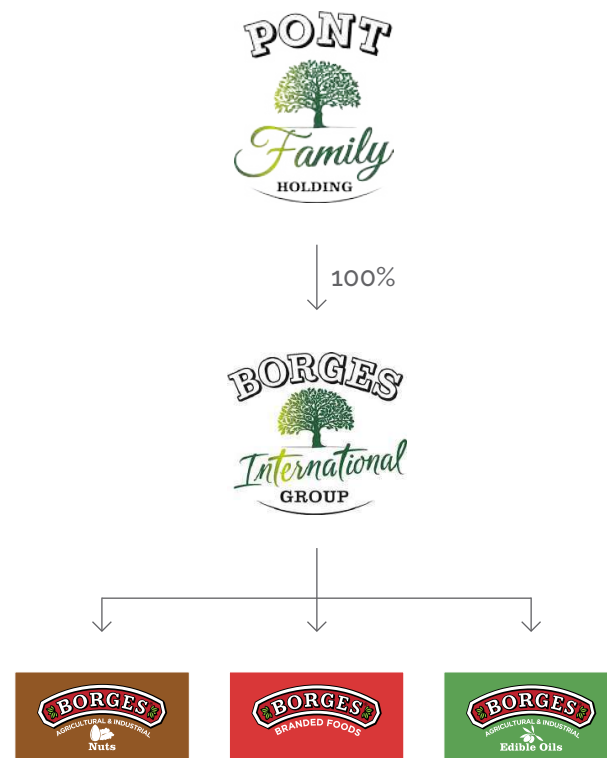 PONT
Family
HOLDING
100%
BORGES
International
GROUP
BORGES
AGRICULTURAL & INDUSTRIAL
Nuts
BORGES
BRANDED FOODS
BORGES
AGRICULTURAL & INDUSTRIAL
Edible Oils